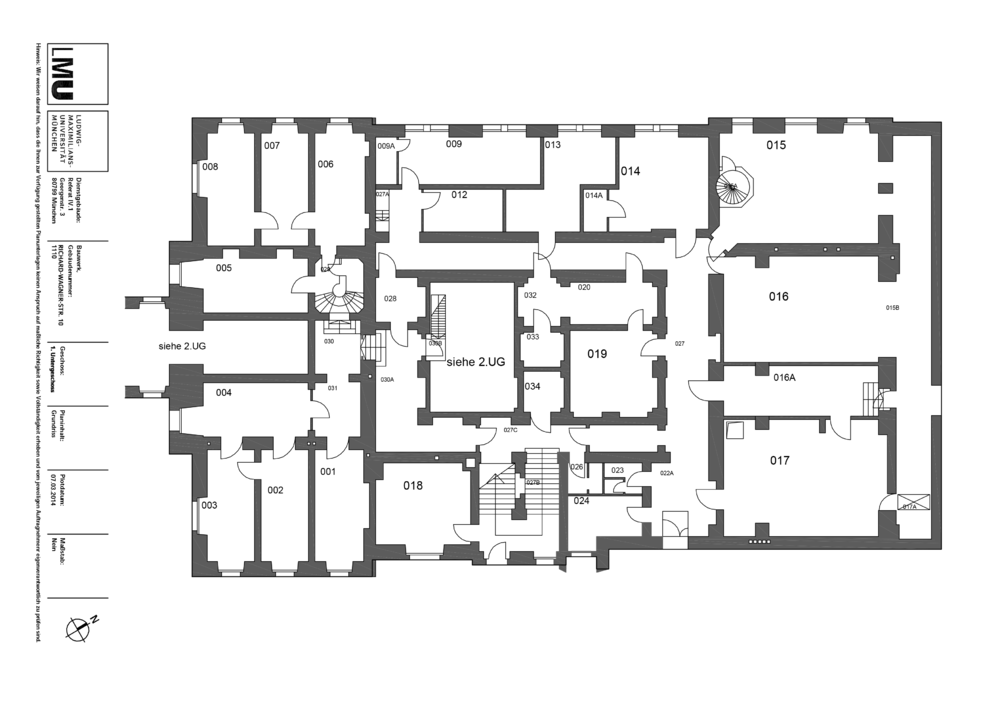 LMU
LUDWIG-
MAXIMILIANS-
UNIVERSITÄT
MÜNCHEN
Dienstgebäude:
Referat IV.1
Georgenstr. 3
80799 München
Bauwerk,
Gebäudenummer:
RICHARD-WAGNER-STR. 10
1110
Geschoss:
1. Untergeschoss
Planinhalt:
Grundriss
Plotdatum:
07.03.2014
Maßstab:
Nein
N
Hinweis: Wir weisen darauf hin, dass die Ihnen zur Verfügung gestellten Planunterlagen keinen Anspruch auf maßliche Richtigkeit sowie Vollständigkeit erheben und vom jeweiligen Auftragnehmer eigenverantwortlich zu prüfen sind.
008
007
006
009A
009
013
014
015
027A
012
014A
005
028
032
020
016
015B
siehe 2.UG
030
030B
033
027
019
siehe 2.UG
030A
031
034
016A
004
027C
017
001
026
023
022A
002
018
027B
003
024
017A